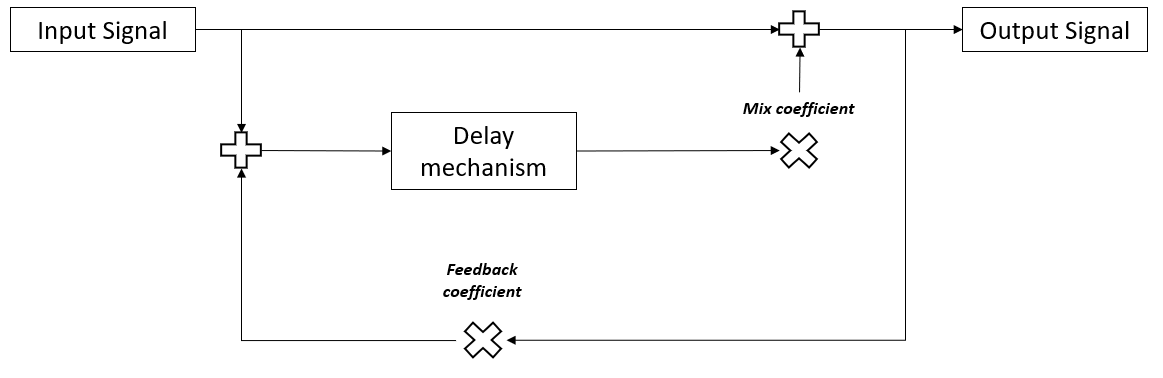 Input Signal
Output Signal
Mix coefficient
Delay
mechanism
Feedback
coefficient